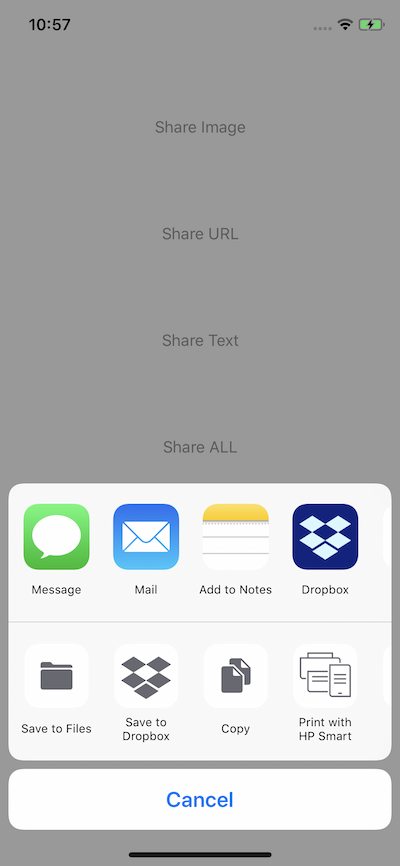 10:57
Share Image
Share URL
Share Text
Share ALL
Message
Mail
Add to Notes
Dropbox
Save to Files
Save to
Dropbox
Copy
Print with
HP Smart
Cancel